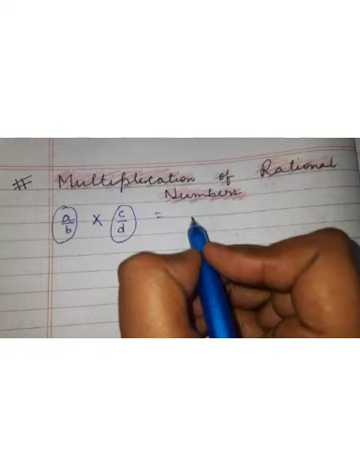 # Multiplication of Rational
Numbers
a/b × c/d =